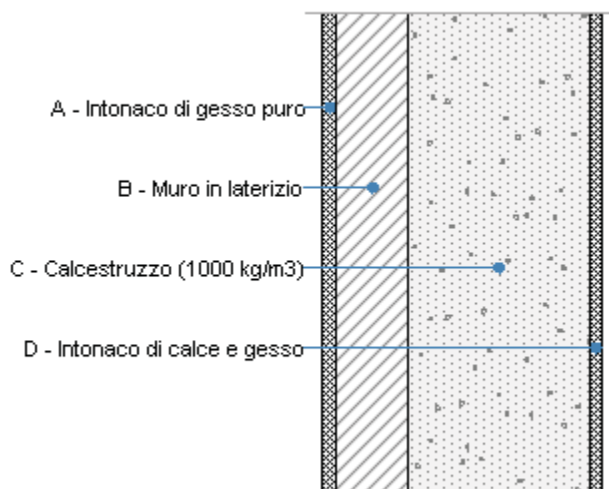 A - Intonaco di gesso puro
B - Muro in laterizio
C - Calcestruzzo (1000 kg/m3)
D - Intonaco di calce e gesso